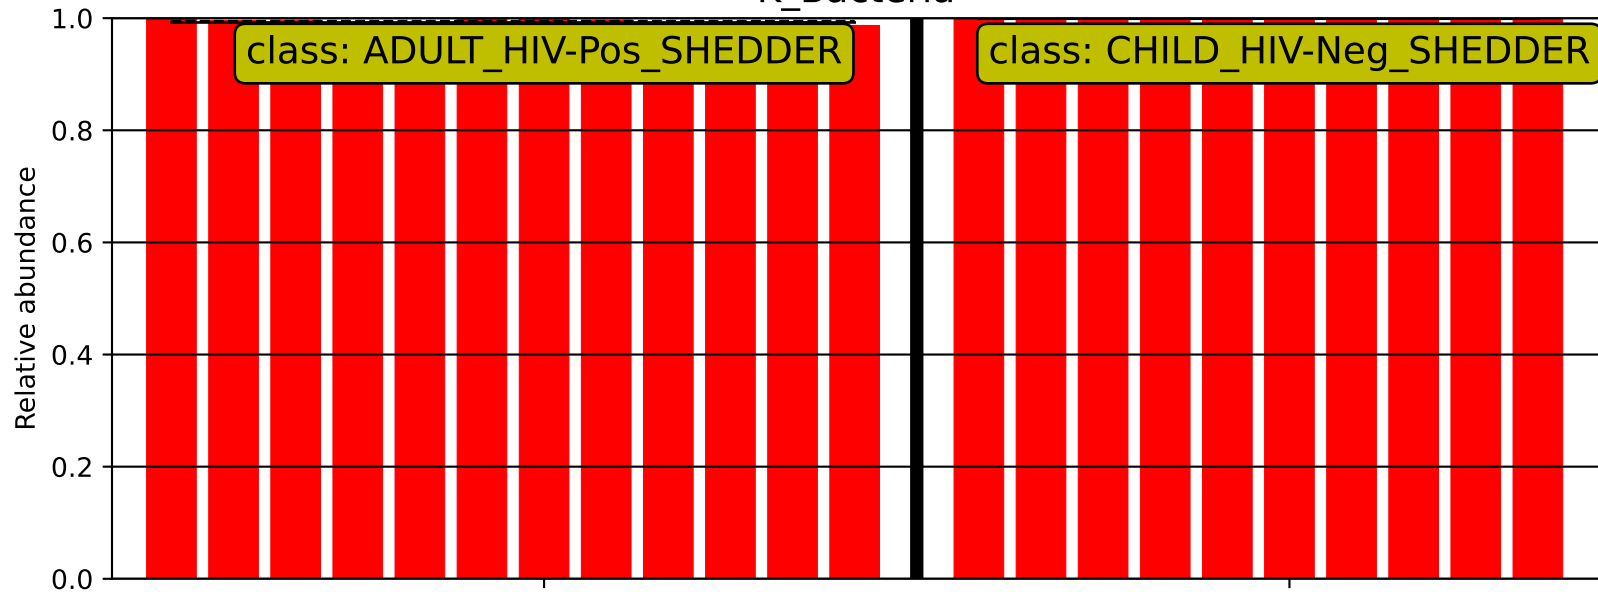 k_Bacteria
1.0
class: ADULT_HIV-Pos_SHEDDER
class: CHILD_HIV-Neg_SHEDDER
0.8
0.6
0.4
0.2
0.0
Relative abundance